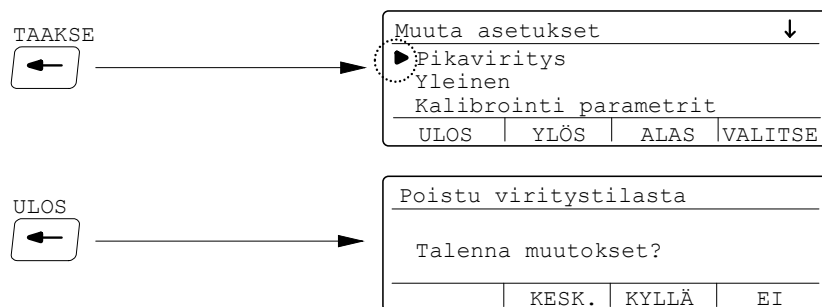 TAAKSE
Muuta asetukset ↓
Pikaviritys
Yleinen
Kalibrointi parametrit
ULOS YLÖS ALAS VALITSE
ULOS
Poistu viritystilasta
Talenna muutokset?
KESK. KYLLÄ EI